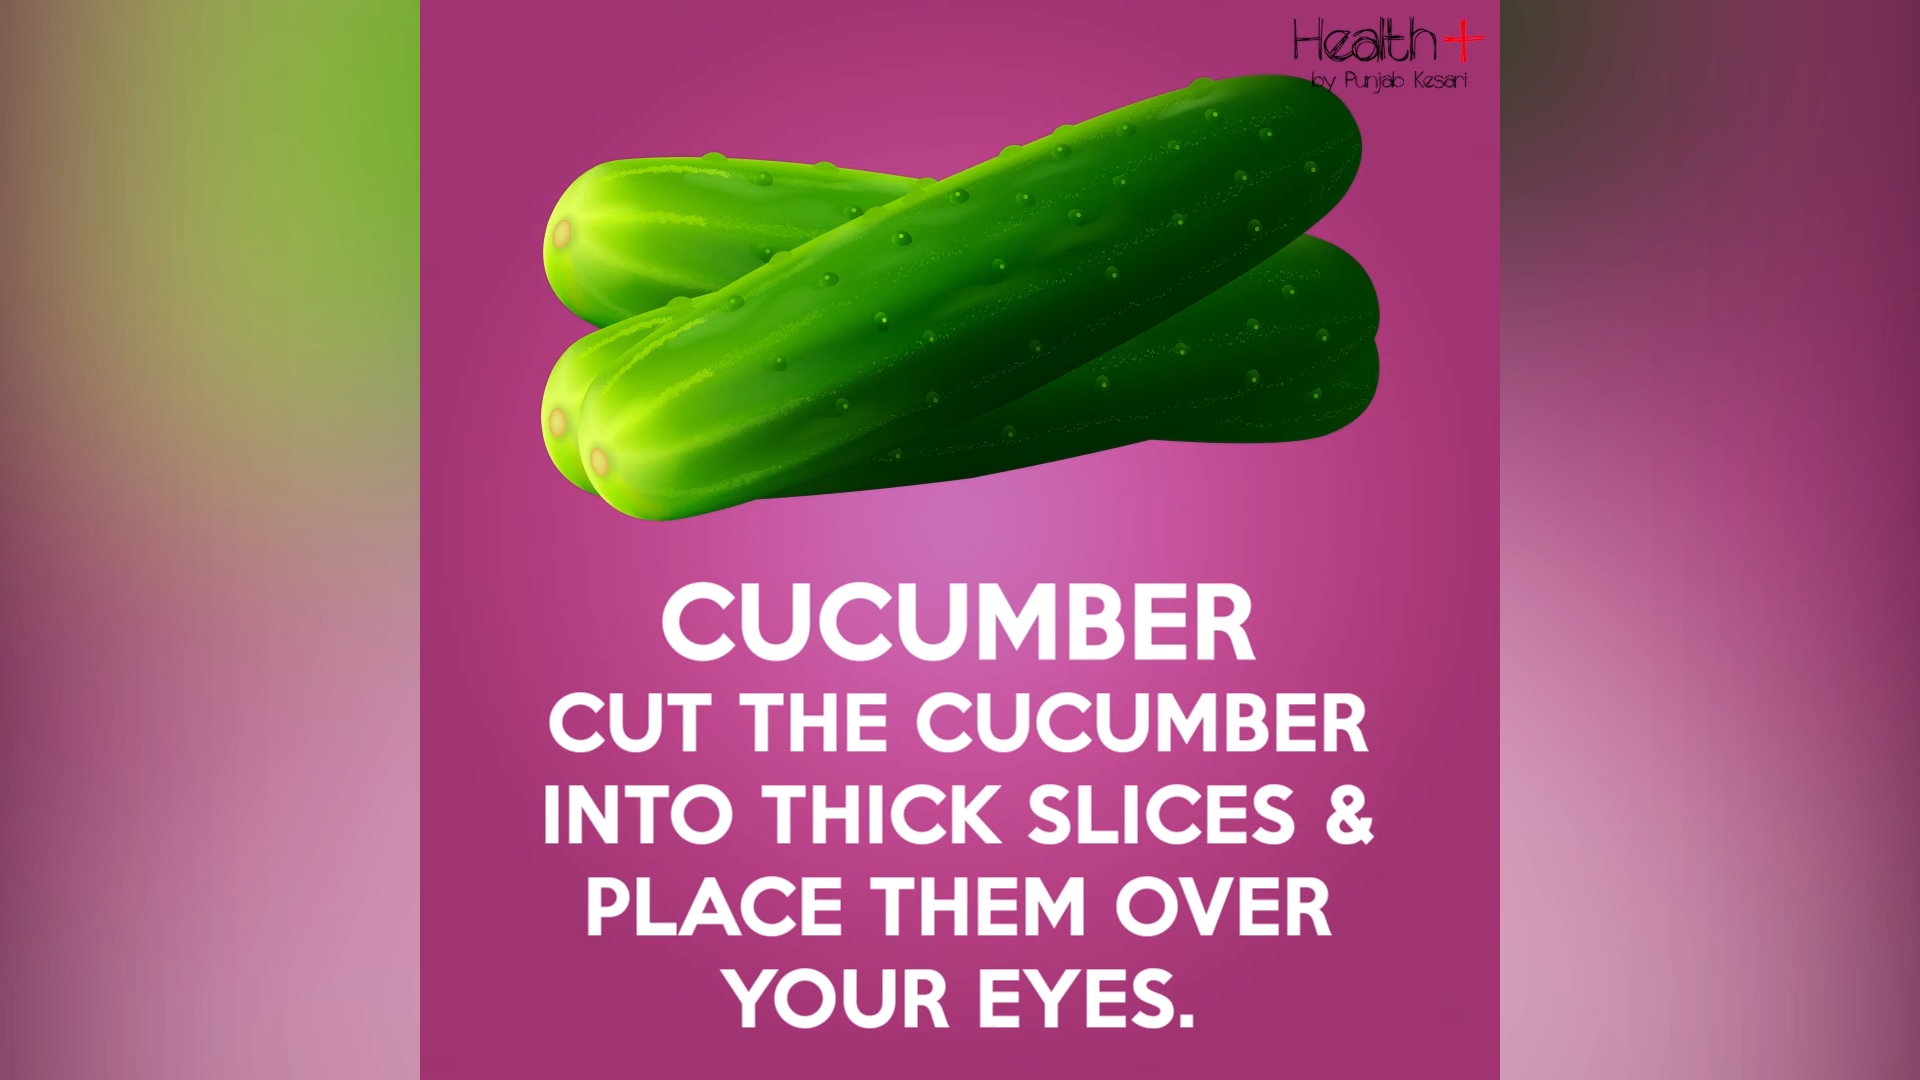 Health+
by Punjab Kesari
CUCUMBER
CUT THE CUCUMBER
INTO THICK SLICES &
PLACE THEM OVER
YOUR EYES.